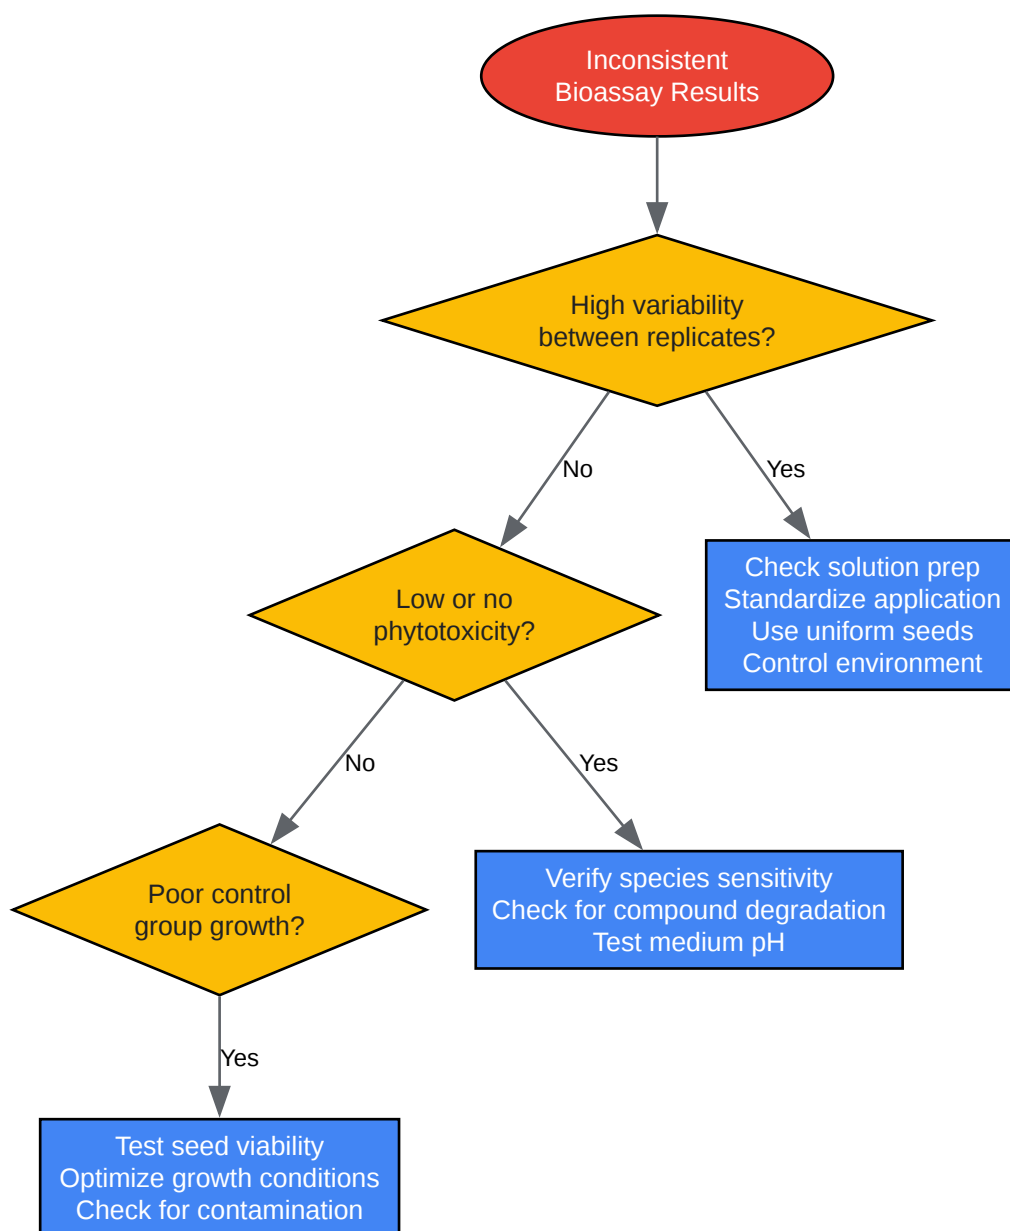 Inconsistent
Bioassay Results
High variability
between replicates?
No
Yes
Low or no
phytotoxicity?
Check solution prep
Standardize application
Use uniform seeds
Control environment
No
Yes
Poor control
group growth?
Verify species sensitivity
Check for compound degradation
Test medium pH
Yes
Test seed viability
Optimize growth conditions
Check for contamination